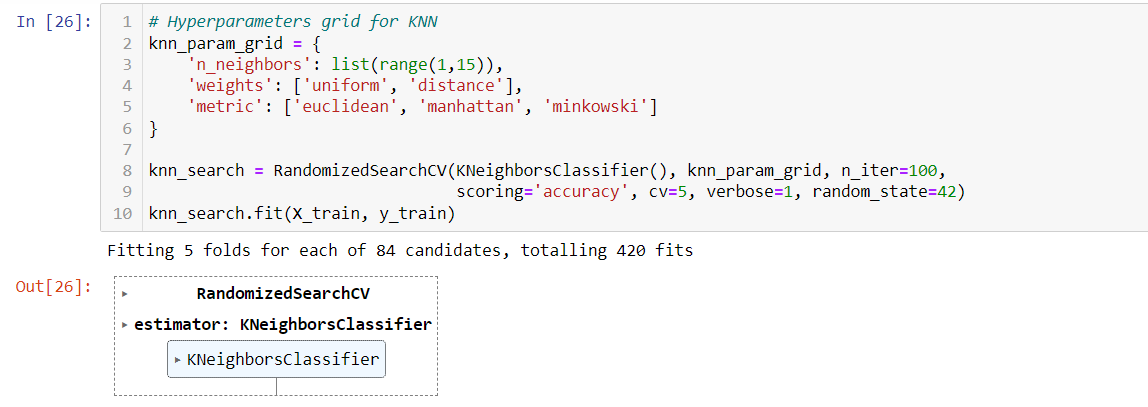 In [26]:
1 # Hyperparameters grid for KNN
2 knn_param_grid = {
3     'n_neighbors': list(range(1,15)),
4     'weights': ['uniform', 'distance'],
5     'metric': ['euclidean', 'manhattan', 'minkowski']
6 }
7
8 knn_search = RandomizedSearchCV(KNeighborsClassifier(), knn_param_grid, n_iter=100,
9                                 scoring='accuracy', cv=5, verbose=1, random_state=42)
10 knn_search.fit(X_train, y_train)
Fitting 5 folds for each of 84 candidates, totalling 420 fits
Out[26]:
RandomizedSearchCV
estimator: KNeighborsClassifier
KNeighborsClassifier